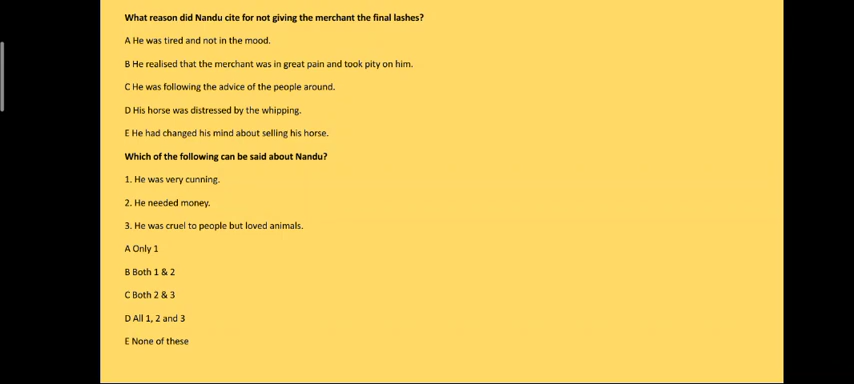 What reason did Nandu cite for not giving the merchant the final lashes?
A He was tired and not in the mood.
B He realised that the merchant was in great pain and took pity on him.
C He was following the advice of the people around.
D His horse was distressed by the whipping.
E He had changed his mind about selling his horse.
Which of the following can be said about Nandu?
1. He was very cunning.
2. He needed money.
3. He was cruel to people but loved animals.
A Only 1
B Both 1 & 2
C Both 2 & 3
D All 1, 2 and 3
E None of these